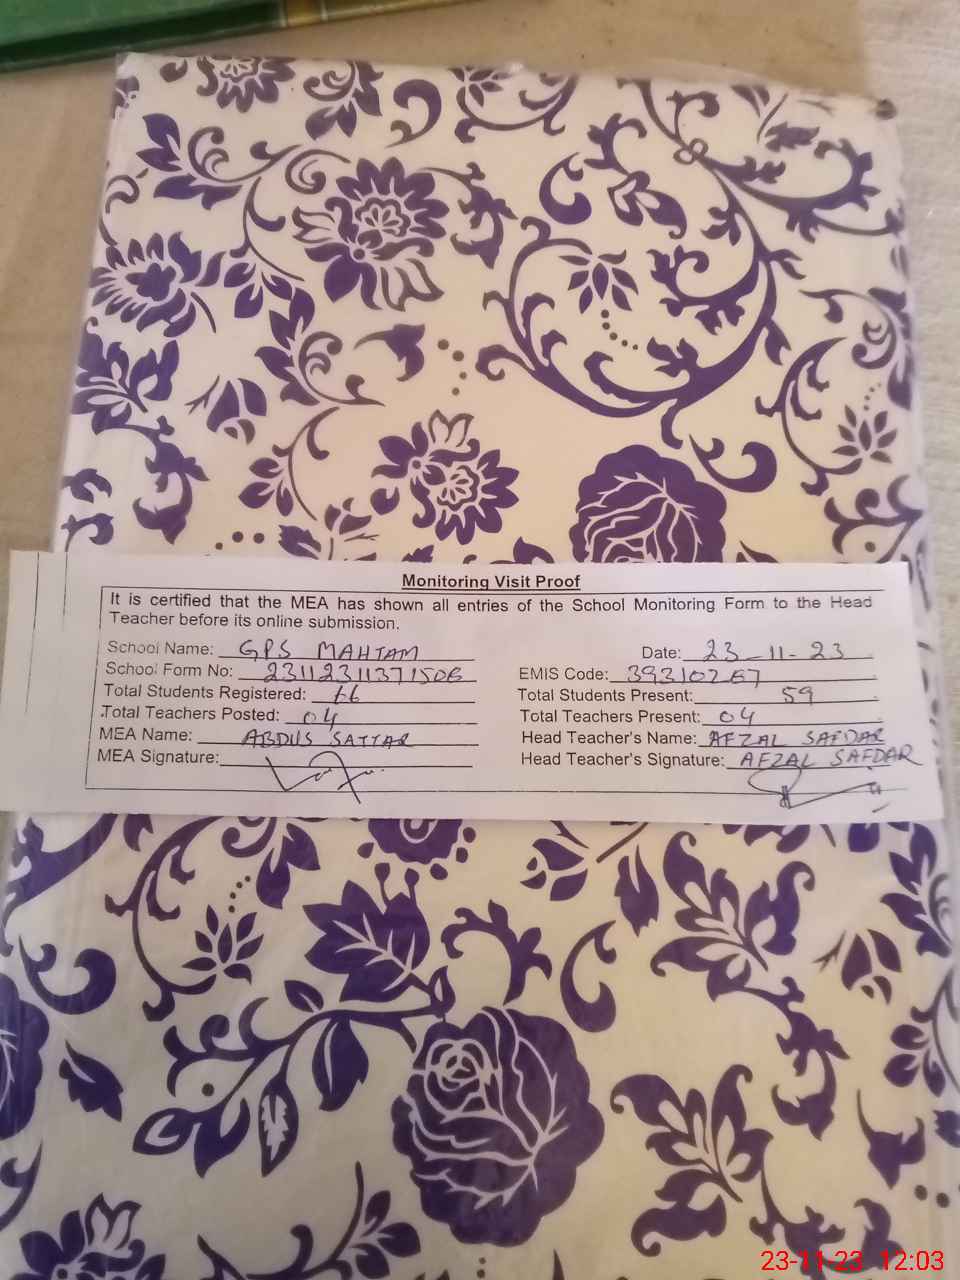 Monitoring Visit Proof
It is certified that the MEA has shown all entries of the School Monitoring Form to the Head
Teacher before its online submission.
School Name: GPS MAHTAM Date: 23-11-23
School Form No: 23112311371506 EMIS Code: 39310267
Total Students Registered: 66 Total Students Present: 59
Total Teachers Posted: 04 Total Teachers Present: 04
MEA Name: ABDUS SATTAR Head Teacher's Name: AFZAL SAFDAR
MEA Signature: Head Teacher's Signature: AFZAL SAFDAR
23-11-23 12:03